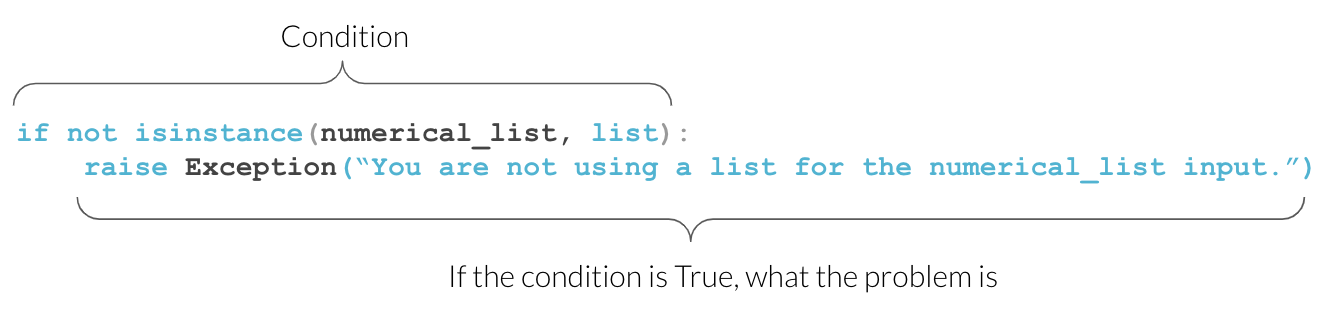 Condition
if not isinstance(numerical_list, list):
    raise Exception(“You are not using a list for the numerical_list input.”)
If the condition is True, what the problem is